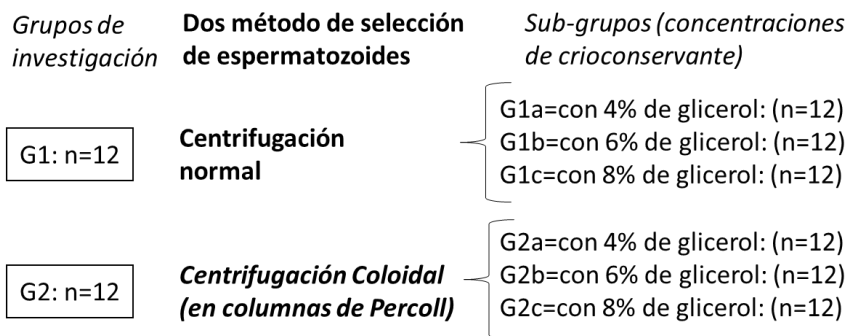 Grupos de investigación
Dos método de selección de espermatozoides
Sub-grupos (concentraciones de crioconservante)
G1: n=12
Centrifugación normal
G1a=con 4% de glicerol: (n=12)
G1b=con 6% de glicerol: (n=12)
G1c=con 8% de glicerol: (n=12)
G2: n=12
Centrifugación Coloidal (en columnas de Percoll)
G2a=con 4% de glicerol: (n=12)
G2b=con 6% de glicerol: (n=12)
G2c=con 8% de glicerol: (n=12)